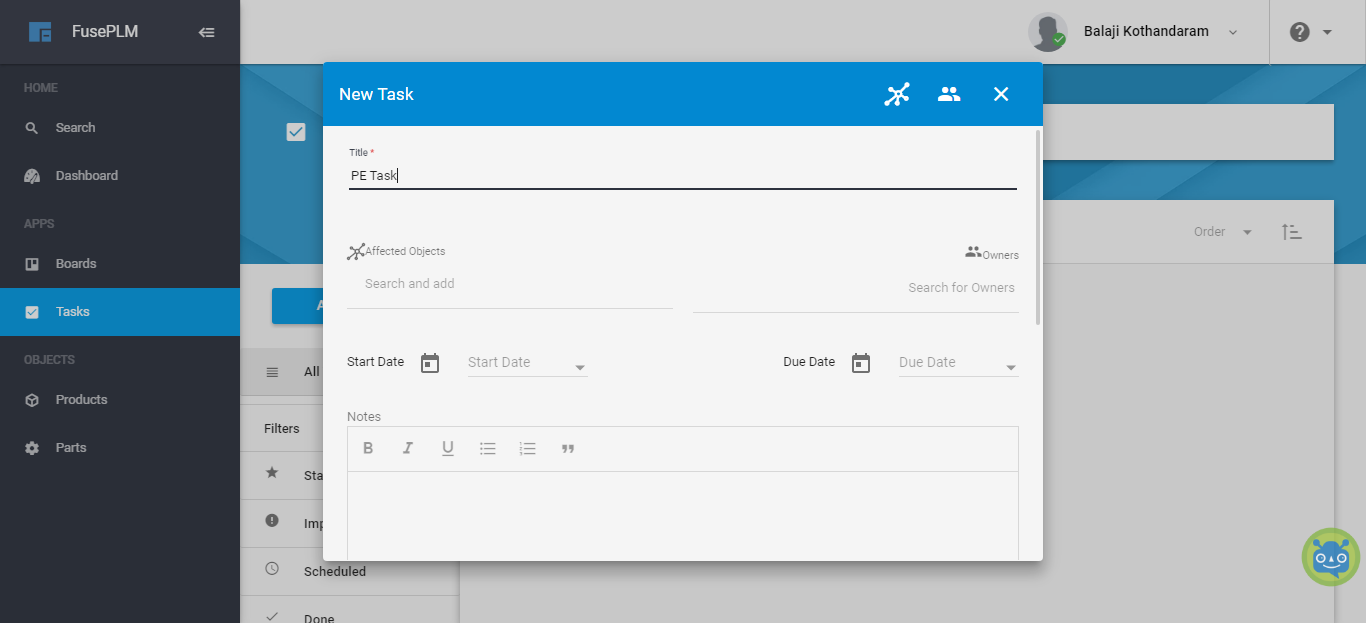 FusePLM
Balaji Kothandaram
HOME
Search
Dashboard
APPS
Boards
Tasks
OBJECTS
Products
Parts
New Task
Title *
PE Task
Affected Objects
Owners
Search and add
Search for Owners
Start Date
Start Date
Due Date
Due Date
Notes
B I U
Order
All
Filters
Sta
Imp
Scheduled
Done